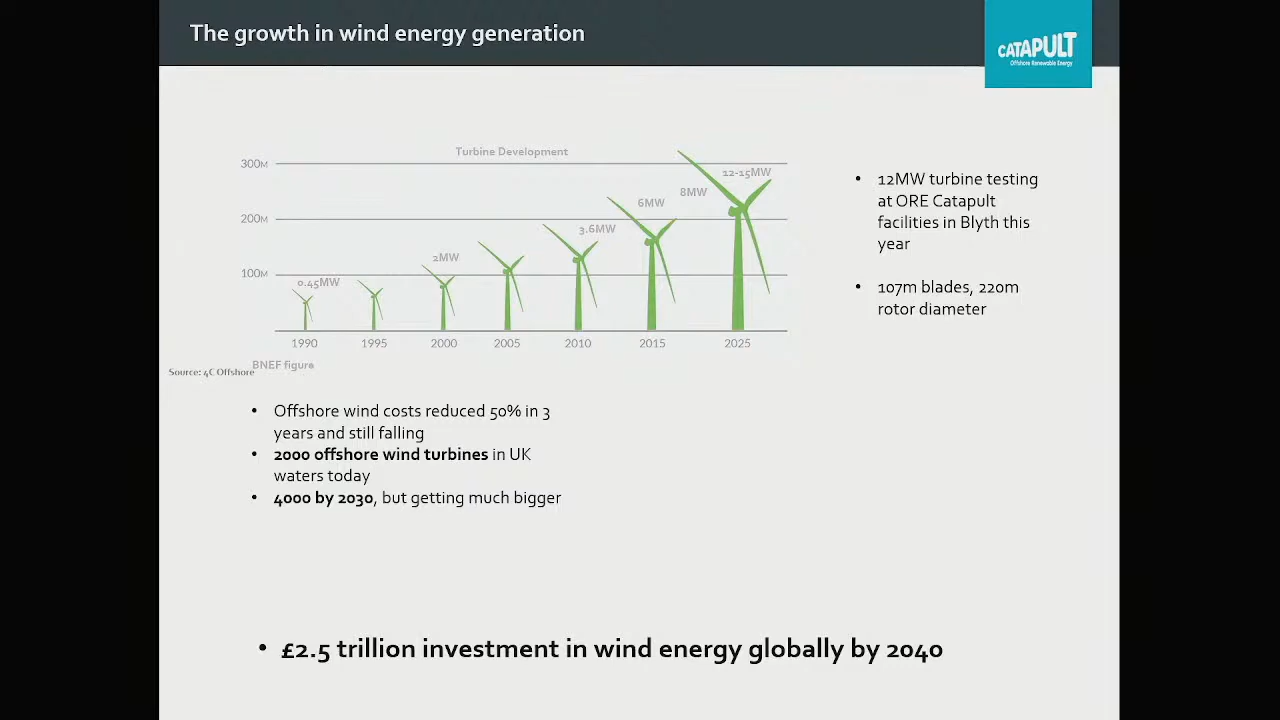 The growth in wind energy generation
CATAPULT
Offshore Renewable Energy
Turbine Development
300M
200M
100M
0.45MW
2MW
3.6MW
6MW
8MW
12-15MW
1990 1995 2000 2005 2010 2015 2025
BNEF figure
Source: 4C Offshore
• 12MW turbine testing
at ORE Catapult
facilities in Blyth this
year
• 107m blades, 220m
rotor diameter
• Offshore wind costs reduced 50% in 3
years and still falling
• 2000 offshore wind turbines in UK
waters today
• 4000 by 2030, but getting much bigger
• £2.5 trillion investment in wind energy globally by 2040